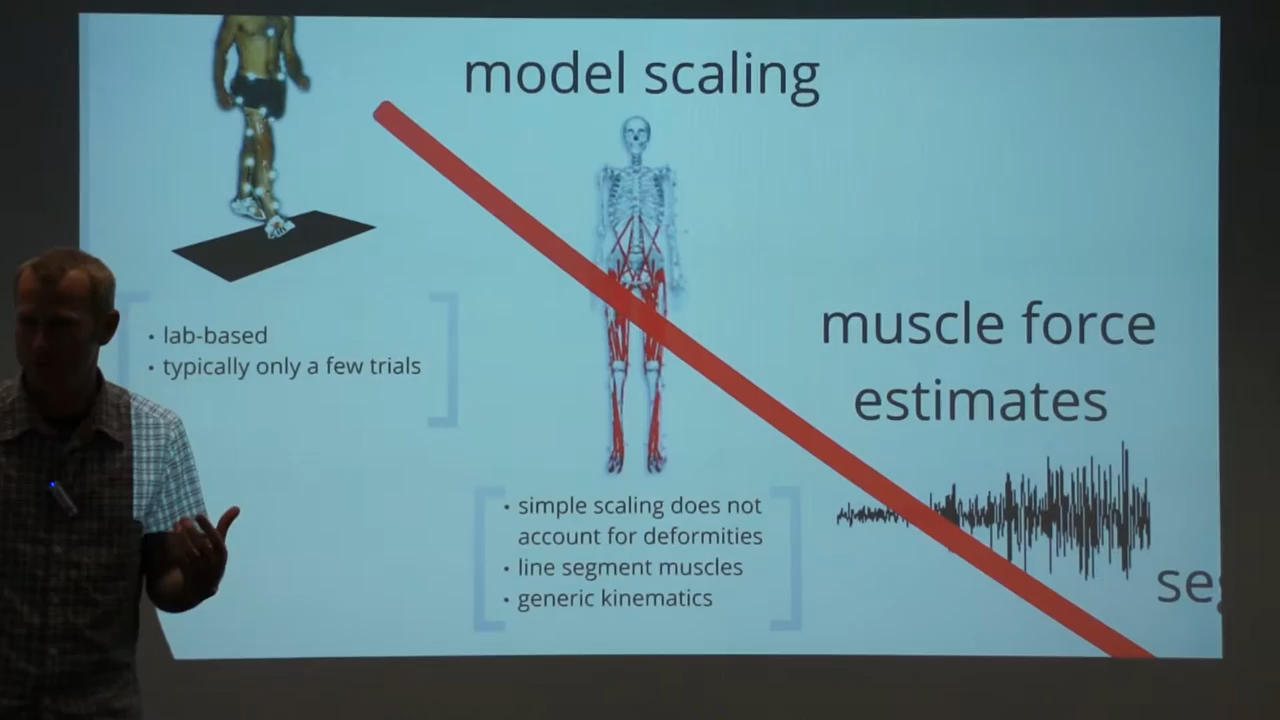 model scaling
• lab-based
• typically only a few trials
muscle force
estimates
• simple scaling does not
account for deformities
• line segment muscles
• generic kinematics